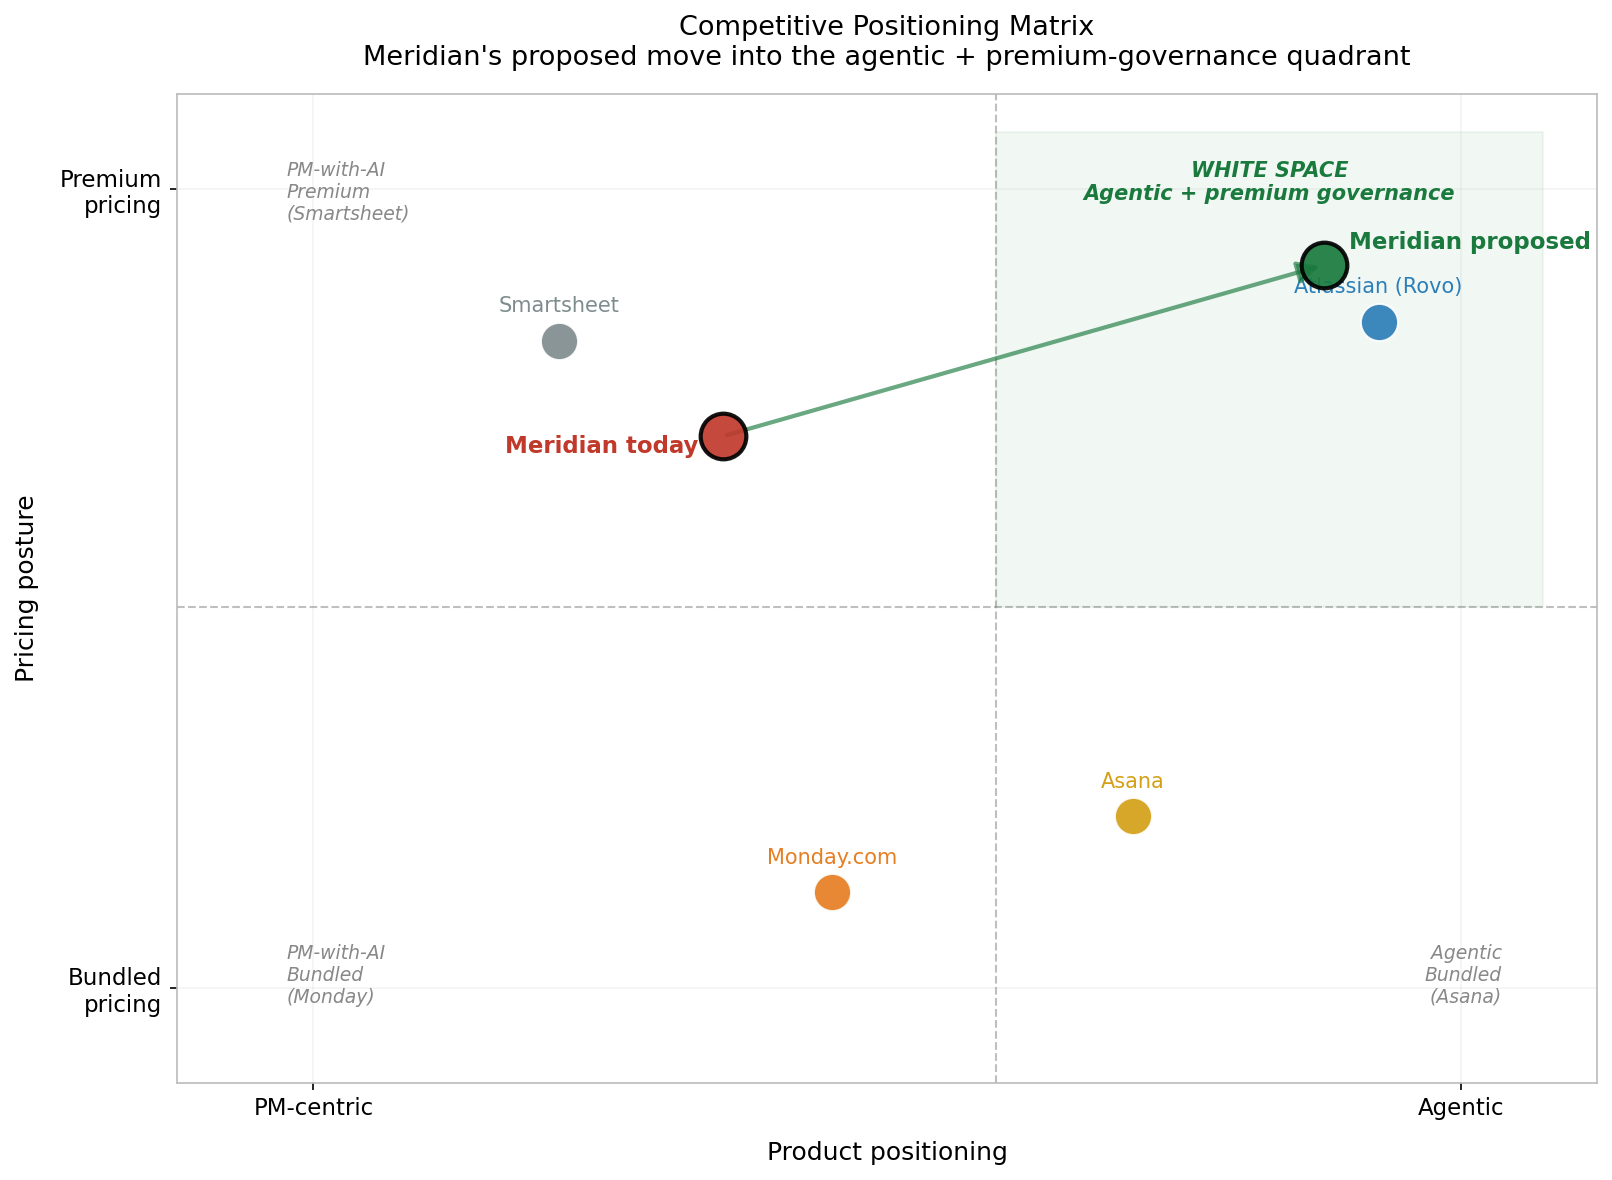 Competitive Positioning Matrix
Meridian's proposed move into the agentic + premium-governance quadrant
Premium
pricing
PM-with-AI
Premium
(Smartsheet)
WHITE SPACE
Agentic + premium governance
Meridian proposed
Atlassian (Rovo)
Smartsheet
Meridian today
Pricing posture
Asana
Monday.com
Bundled
pricing
PM-with-AI
Bundled
(Monday)
Agentic
Bundled
(Asana)
PM-centric
Agentic
Product positioning